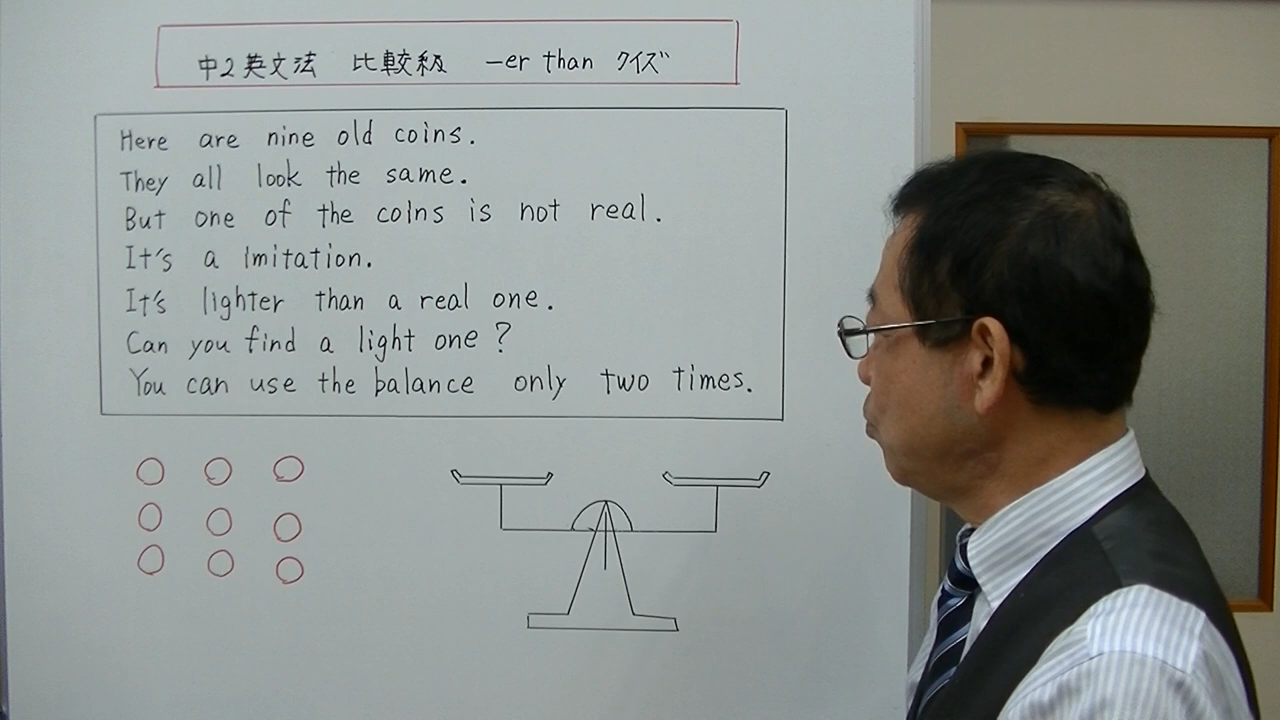 中2英文法 比較級 -er than クイズ
Here are nine old coins.
They all look the same.
But one of the coins is not real.
It's a Imitation.
It's lighter than a real one.
Can you find a light one?
You can use the balance only two times.